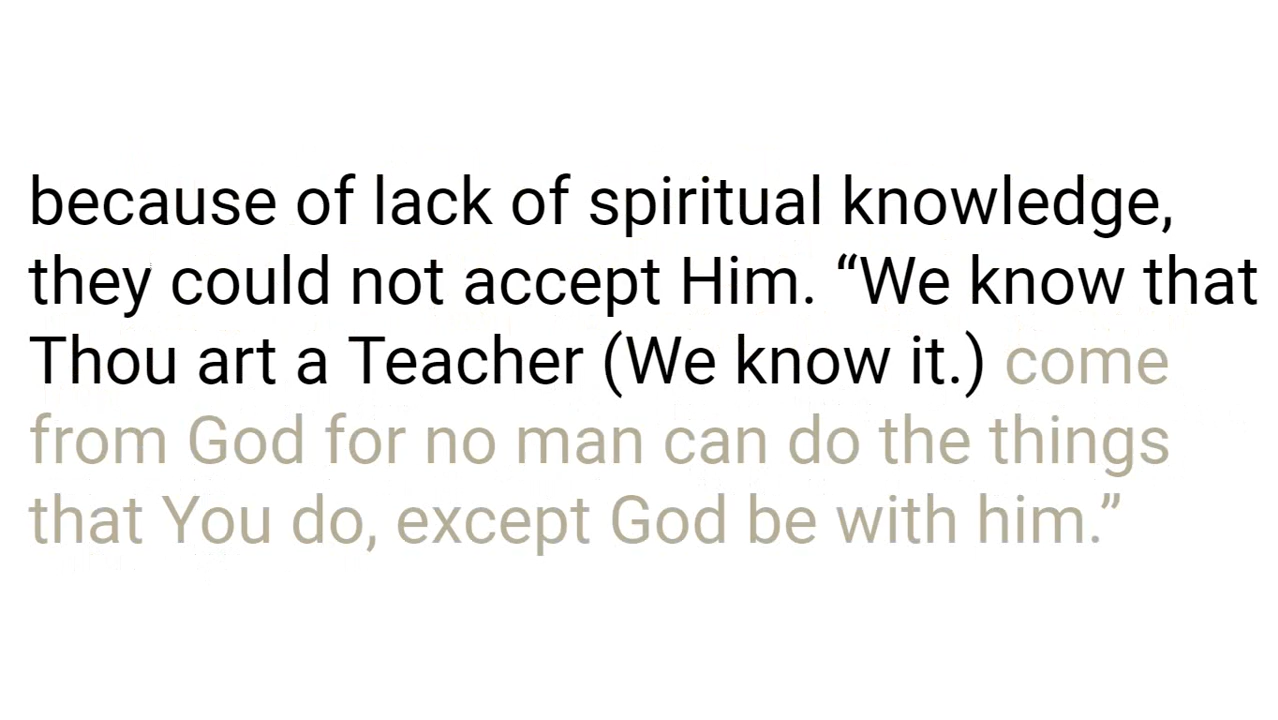 because of lack of spiritual knowledge,
they could not accept Him. “We know that
Thou art a Teacher (We know it.) come
from God for no man can do the things
that You do, except God be with him.”